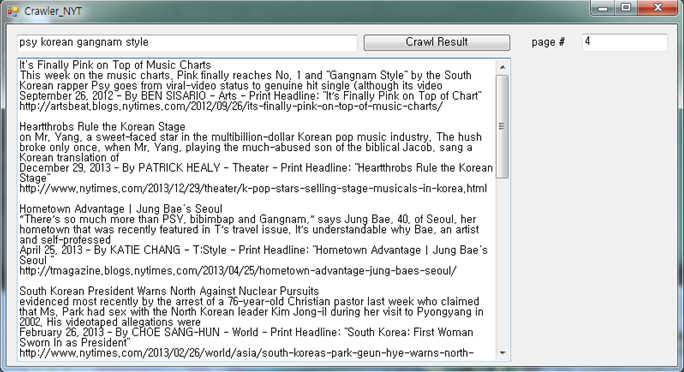 Crawler_NYT
psy korean gangnam style
Crawl Result
page #
4
It's Finally Pink on Top of Music Charts
This week on the music charts, Pink finally reaches No. 1 and "Gangnam Style" by the South
Korean rapper Psy goes from viral-video status to genuine hit single (although its video
September 26, 2012 - By BEN SISARIO - Arts - Print Headline: "It's Finally Pink on Top of Chart"
http://artsbeat.blogs.nytimes.com/2012/09/26/its-finally-pink-on-top-of-music-charts/
Heartthrobs Rule the Korean Stage
on Mr. Yang, a sweet-faced star in the multibillion-dollar Korean pop music industry. The hush
broke only once, when Mr. Yang, playing the much-abused son of the biblical Jacob, sang a
Korean translation of
December 29, 2013 - By PATRICK HEALY - Theater - Print Headline: "Heartthrobs Rule the Korean
Stage"
http://www.nytimes.com/2013/12/29/theater/k-pop-stars-selling-stage-musicals-in-korea.html
Hometown Advantage | Jung Bae's Seoul
“There's so much more than PSY, bibimbap and Gangnam,” says Jung Bae, 40, of Seoul, her
hometown that was recently featured in T's travel issue. It's understandable why Bae, an artist
and self-professed
April 25, 2013 - By KATIE CHANG - T:Style - Print Headline: "Hometown Advantage | Jung Bae's
Seoul "
http://tmagazine.blogs.nytimes.com/2013/04/25/hometown-advantage-jung-baes-seoul/
South Korean President Warns North Against Nuclear Pursuits
evidenced most recently by the arrest of a 76-year-old Christian pastor last week who claimed
that Ms. Park had sex with the North Korean leader Kim Jong-il during her visit to Pyongyang in
2002. His videotaped allegations were
February 26, 2013 - By CHOE SANG-HUN - World - Print Headline: "South Korea: First Woman
Sworn In as President"
http://www.nytimes.com/2013/02/26/world/asia/south-koreas-park-geun-hye-warns-north-